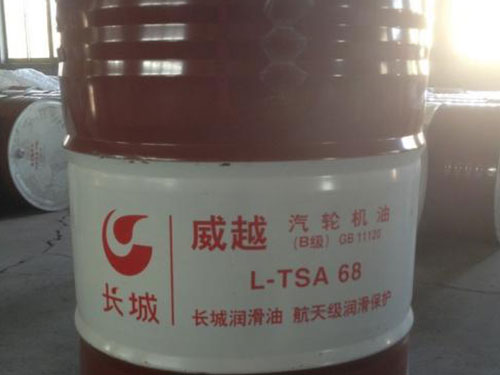 威越 汽轮机油
(B级) GB 11120
L-TSA 68
长城
长城润滑油 航天级润滑保护